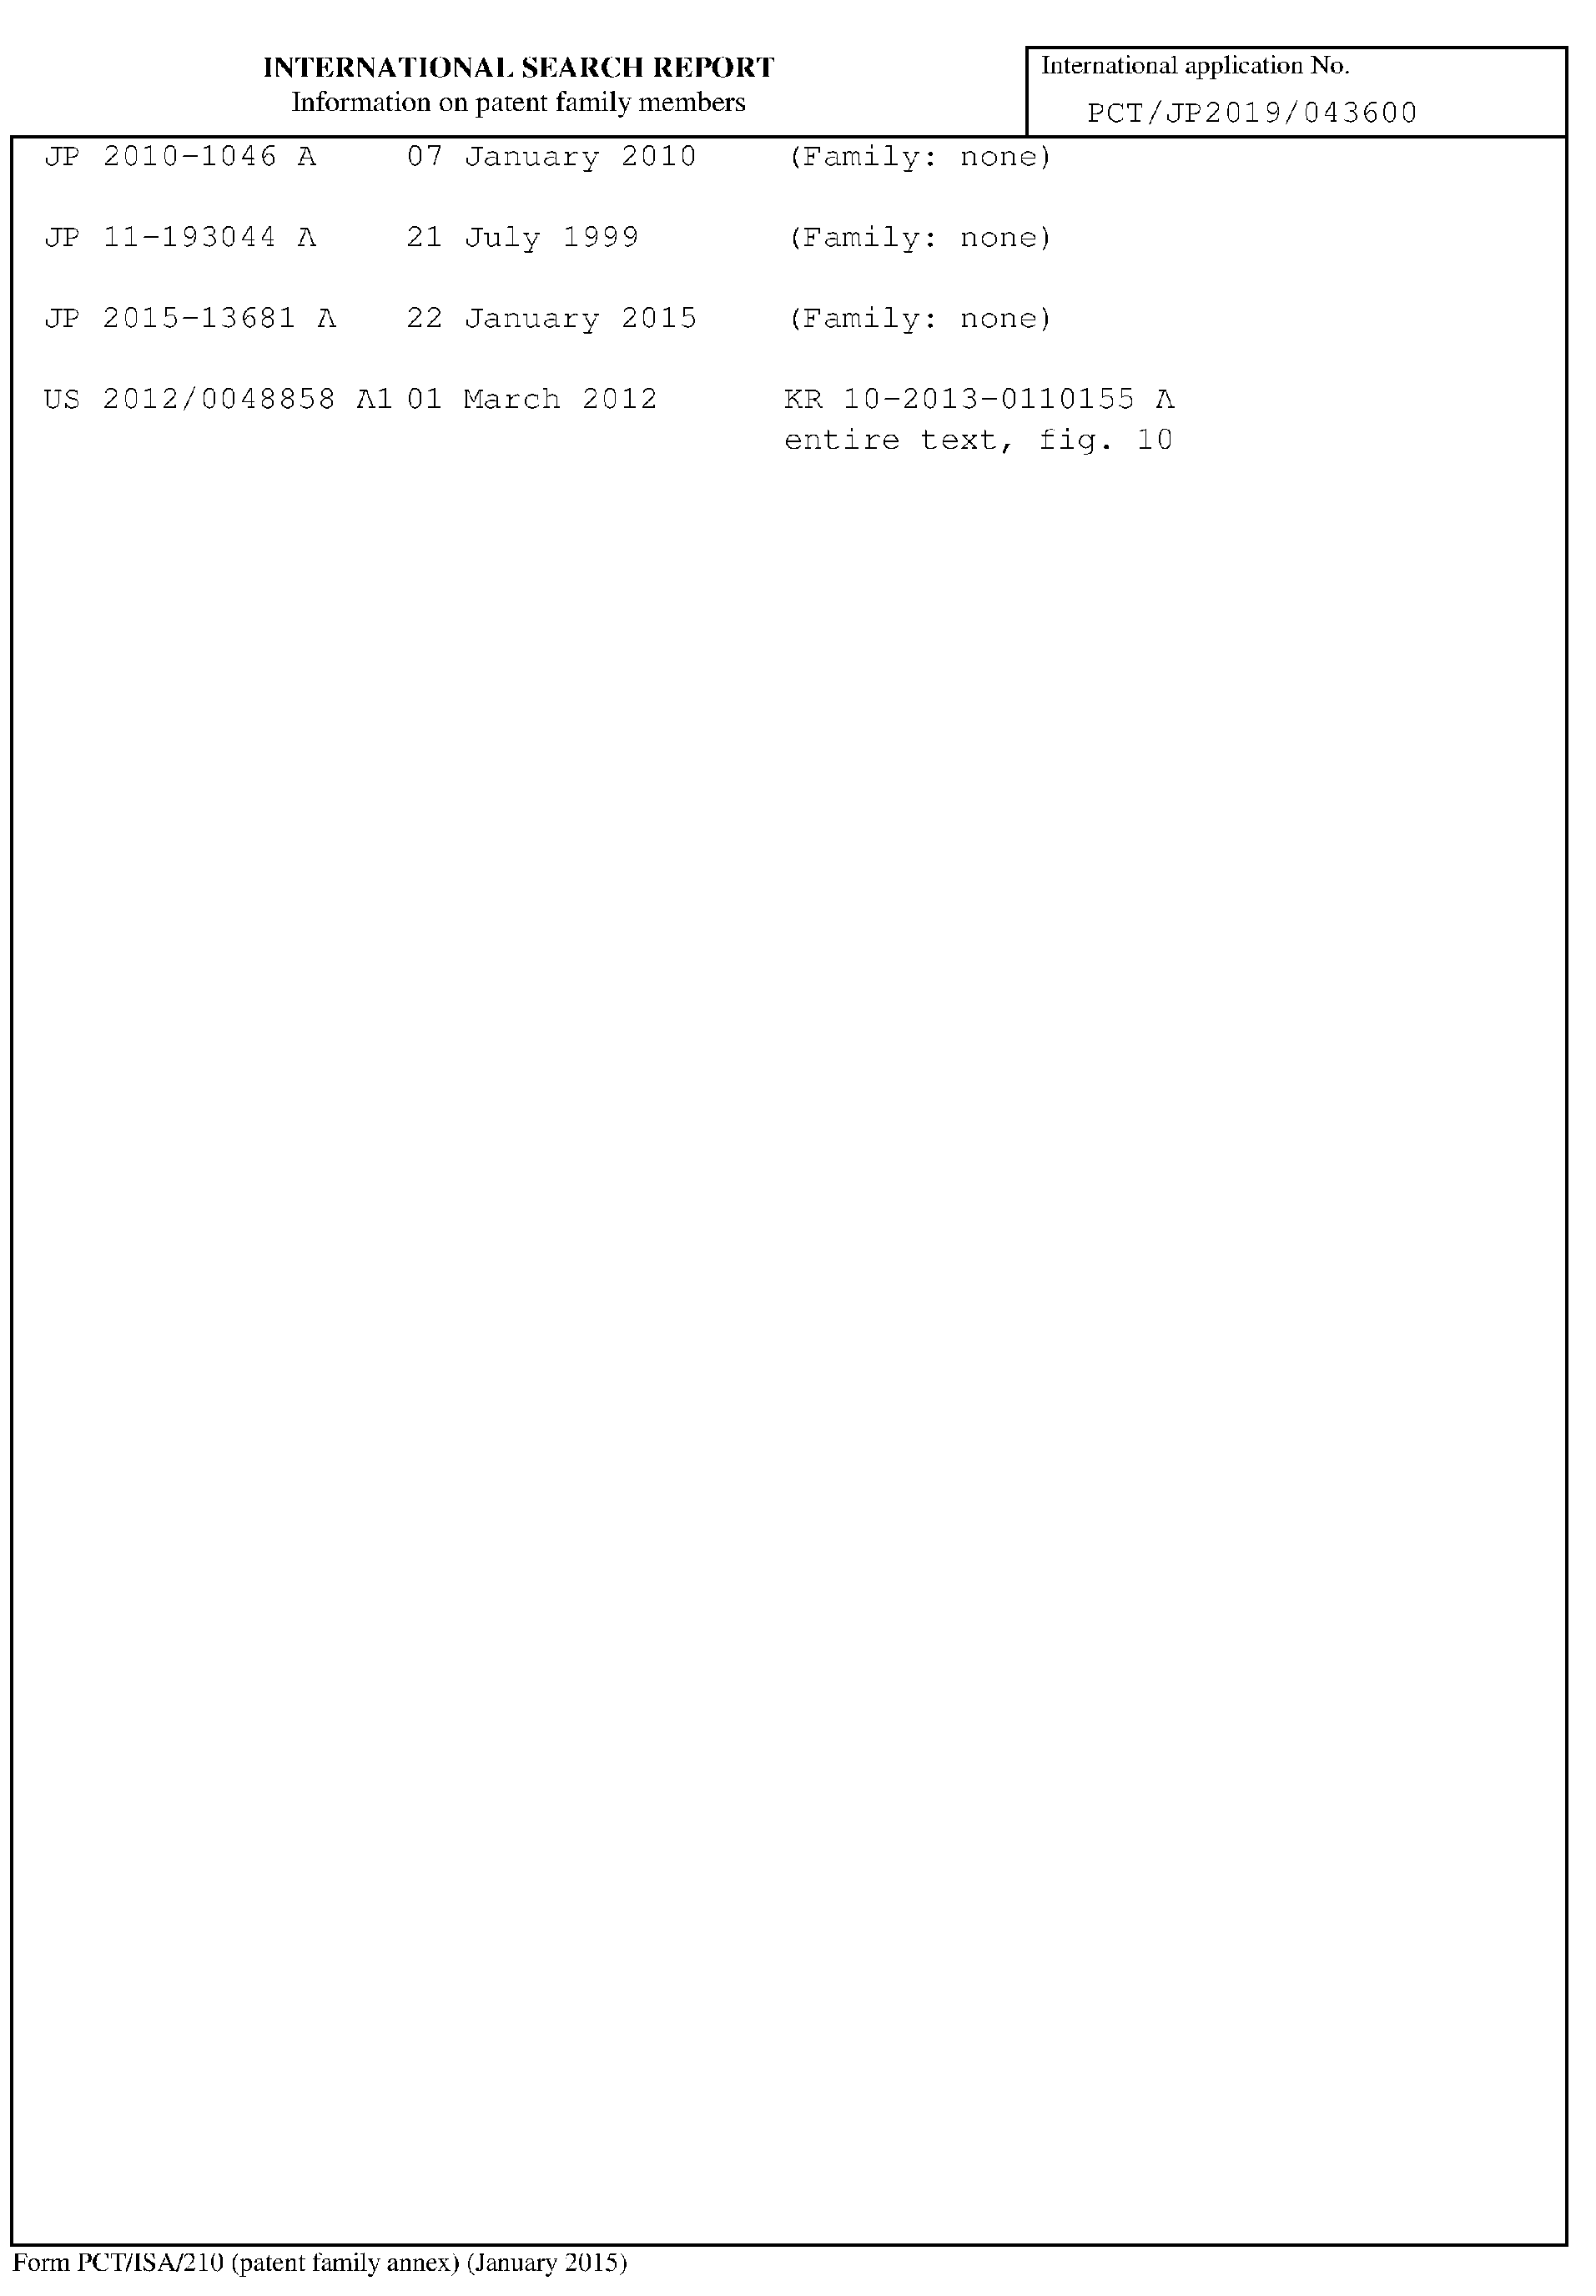 INTERNATIONAL SEARCH REPORT
Information on patent family members
International application No.
PCT/JP2019/043600
JP 2010-1046 A 07 January 2010 (Family: none)
JP 11-193044 A 21 July 1999 (Family: none)
JP 2015-13681 A 22 January 2015 (Family: none)
US 2012/0048858 A1 01 March 2012 KR 10-2013-0110155 A
entire text, fig. 10
Form PCT/ISA/210 (patent family annex) (January 2015)